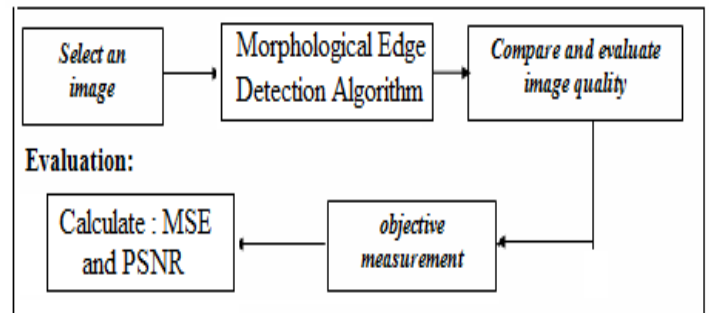 Select an
image
Morphological Edge
Detection Algorithm
Compare and evaluate
image quality
Evaluation:
Calculate : MSE
and PSNR
objective
measurement